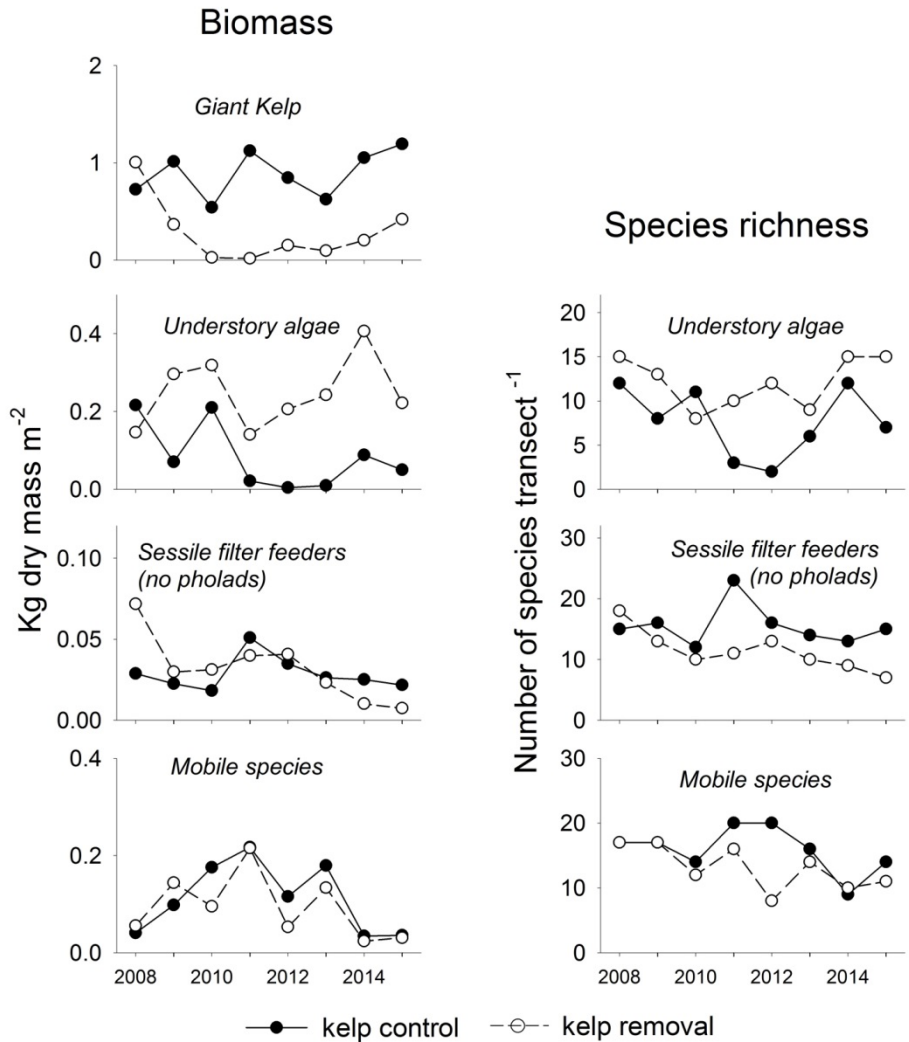 Biomass
2
Giant Kelp
1
0
Species richness
Kg dry mass m-2
0.4
Understory algae
0.2
0.0
Number of species transect -1
20
Understory algae
15
10
5
0
0.10
Sessile filter feeders
(no pholads)
0.05
0.00
30
Sessile filter feeders
(no pholads)
20
10
0
0.4
Mobile species
0.2
0.0
2008 2010 2012 2014
30
Mobile species
20
10
0
2008 2010 2012 2014
kelp control kelp removal